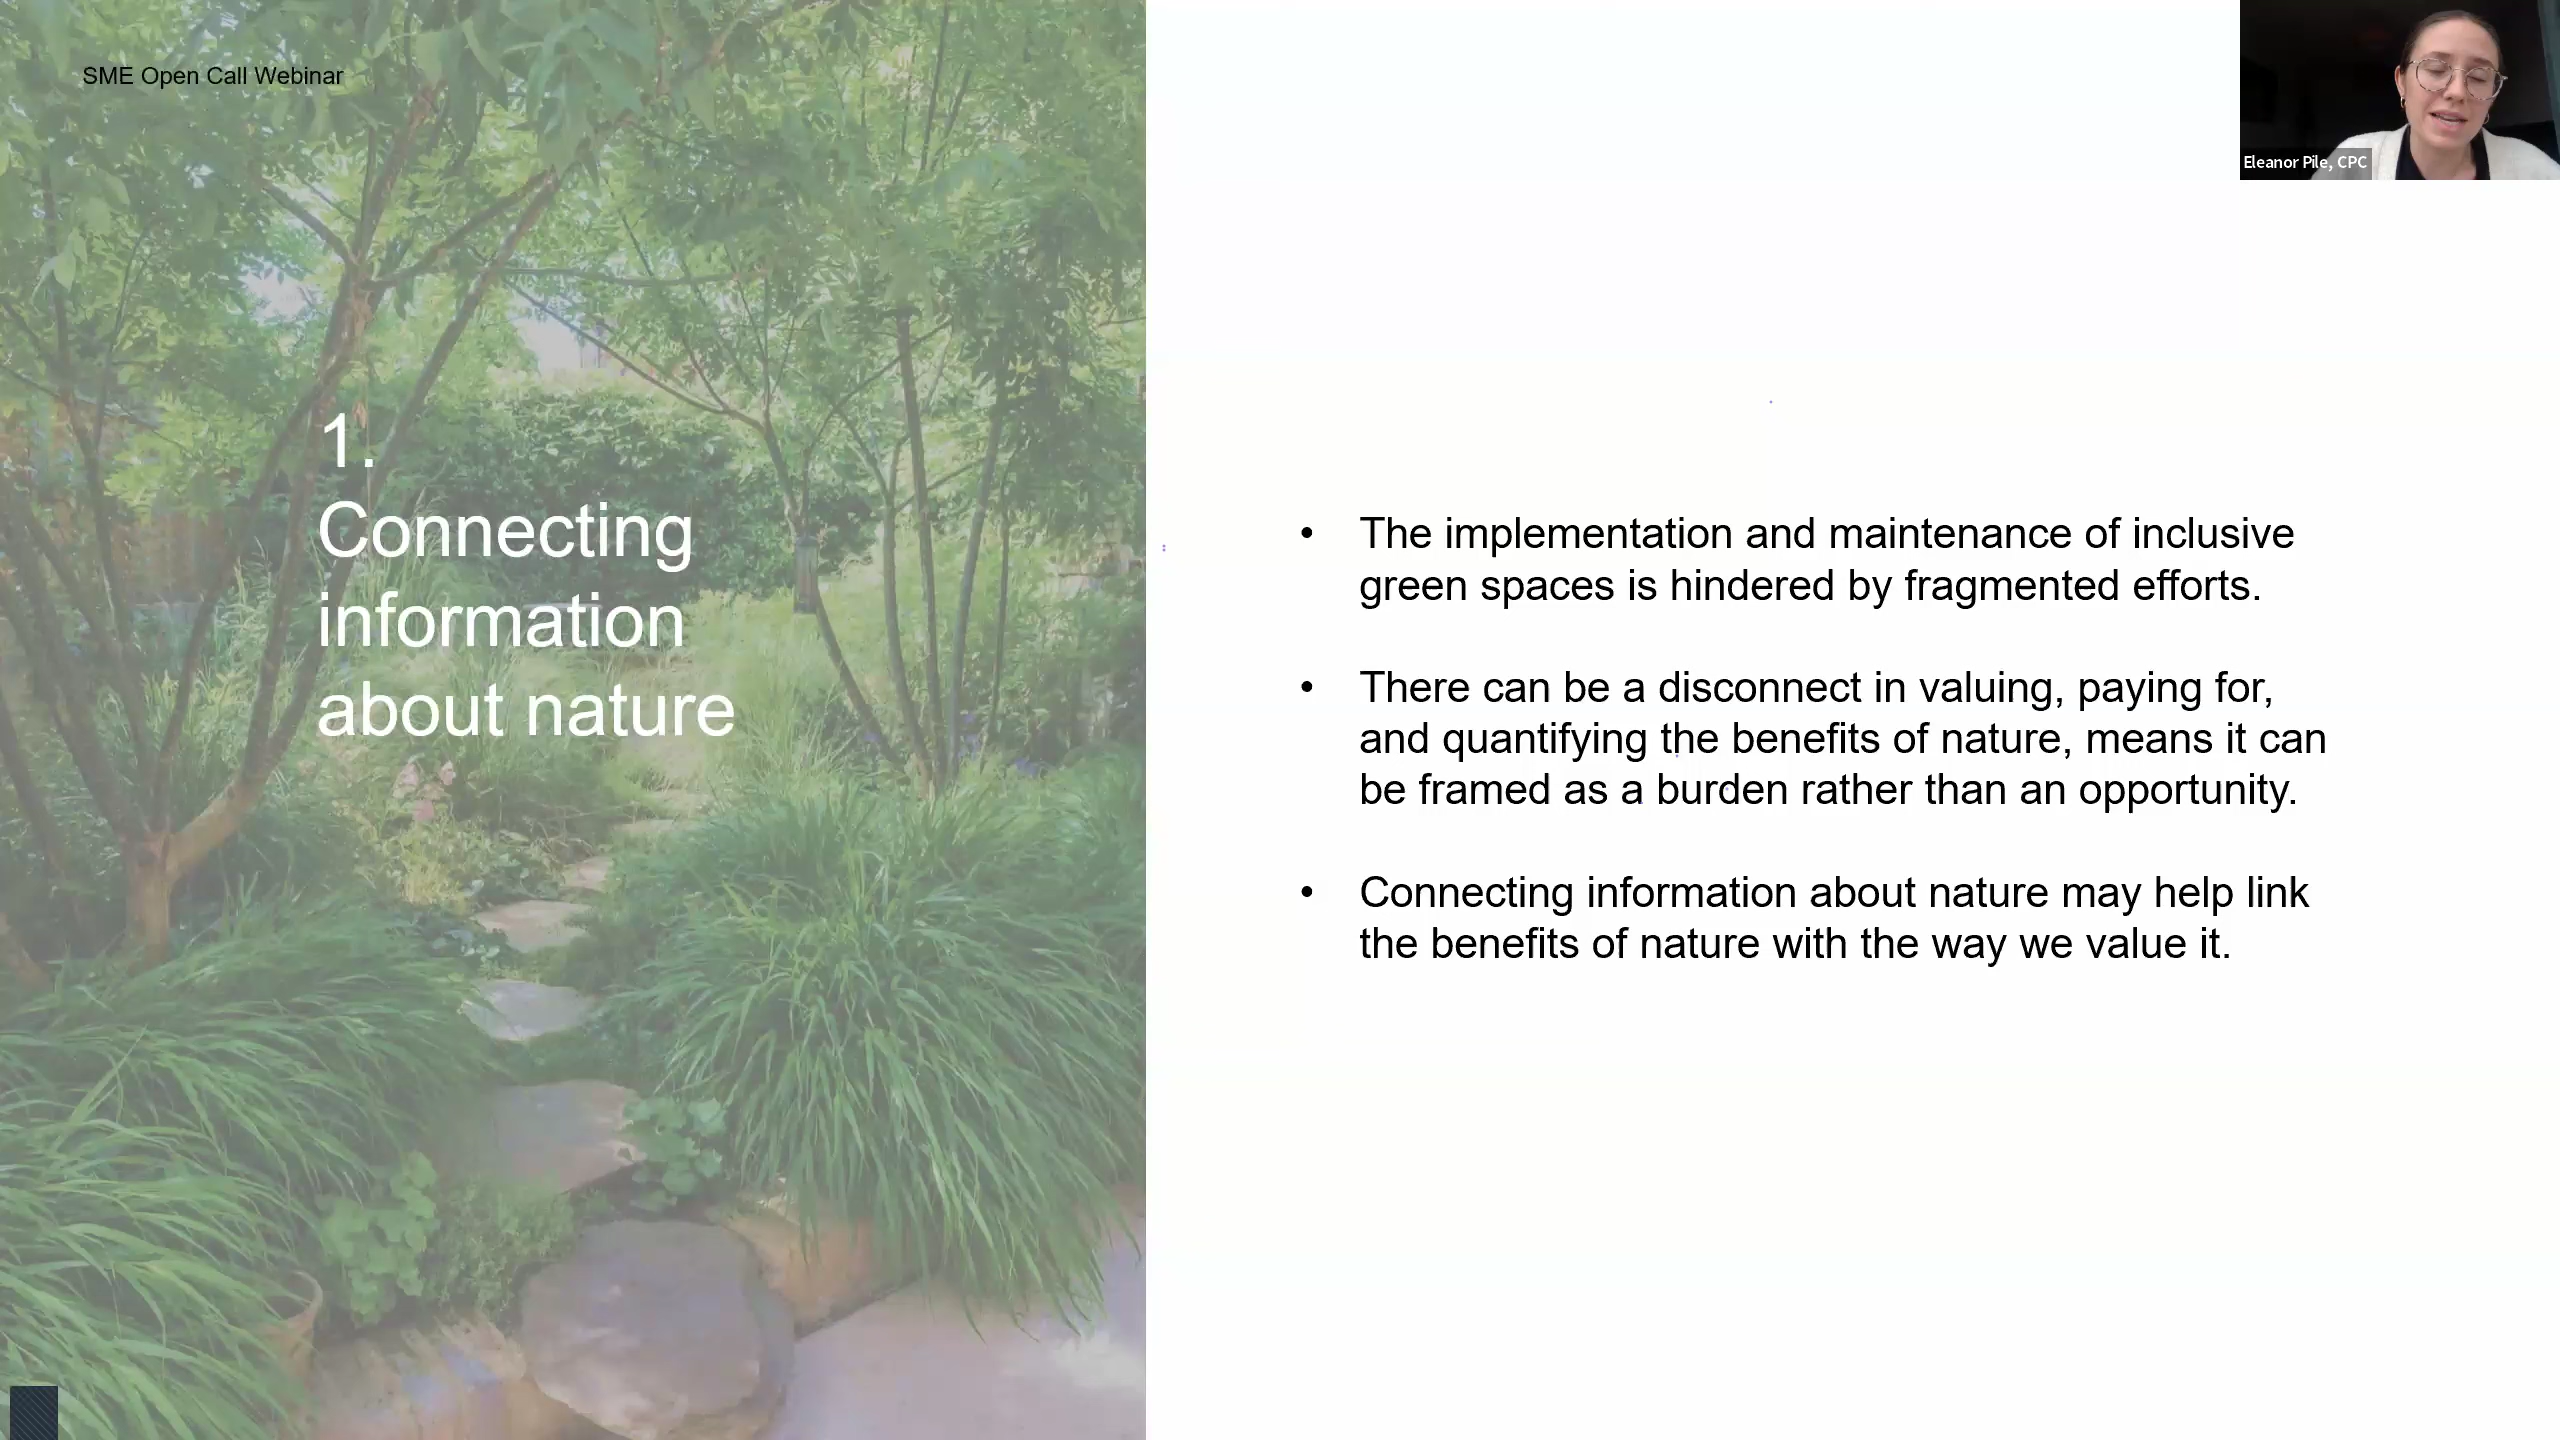 SME Open Call Webinar
Eleanor Pile, CPC
1.
Connecting
information
about nature
• The implementation and maintenance of inclusive
green spaces is hindered by fragmented efforts.
• There can be a disconnect in valuing, paying for,
and quantifying the benefits of nature, means it can
be framed as a burden rather than an opportunity.
• Connecting information about nature may help link
the benefits of nature with the way we value it.